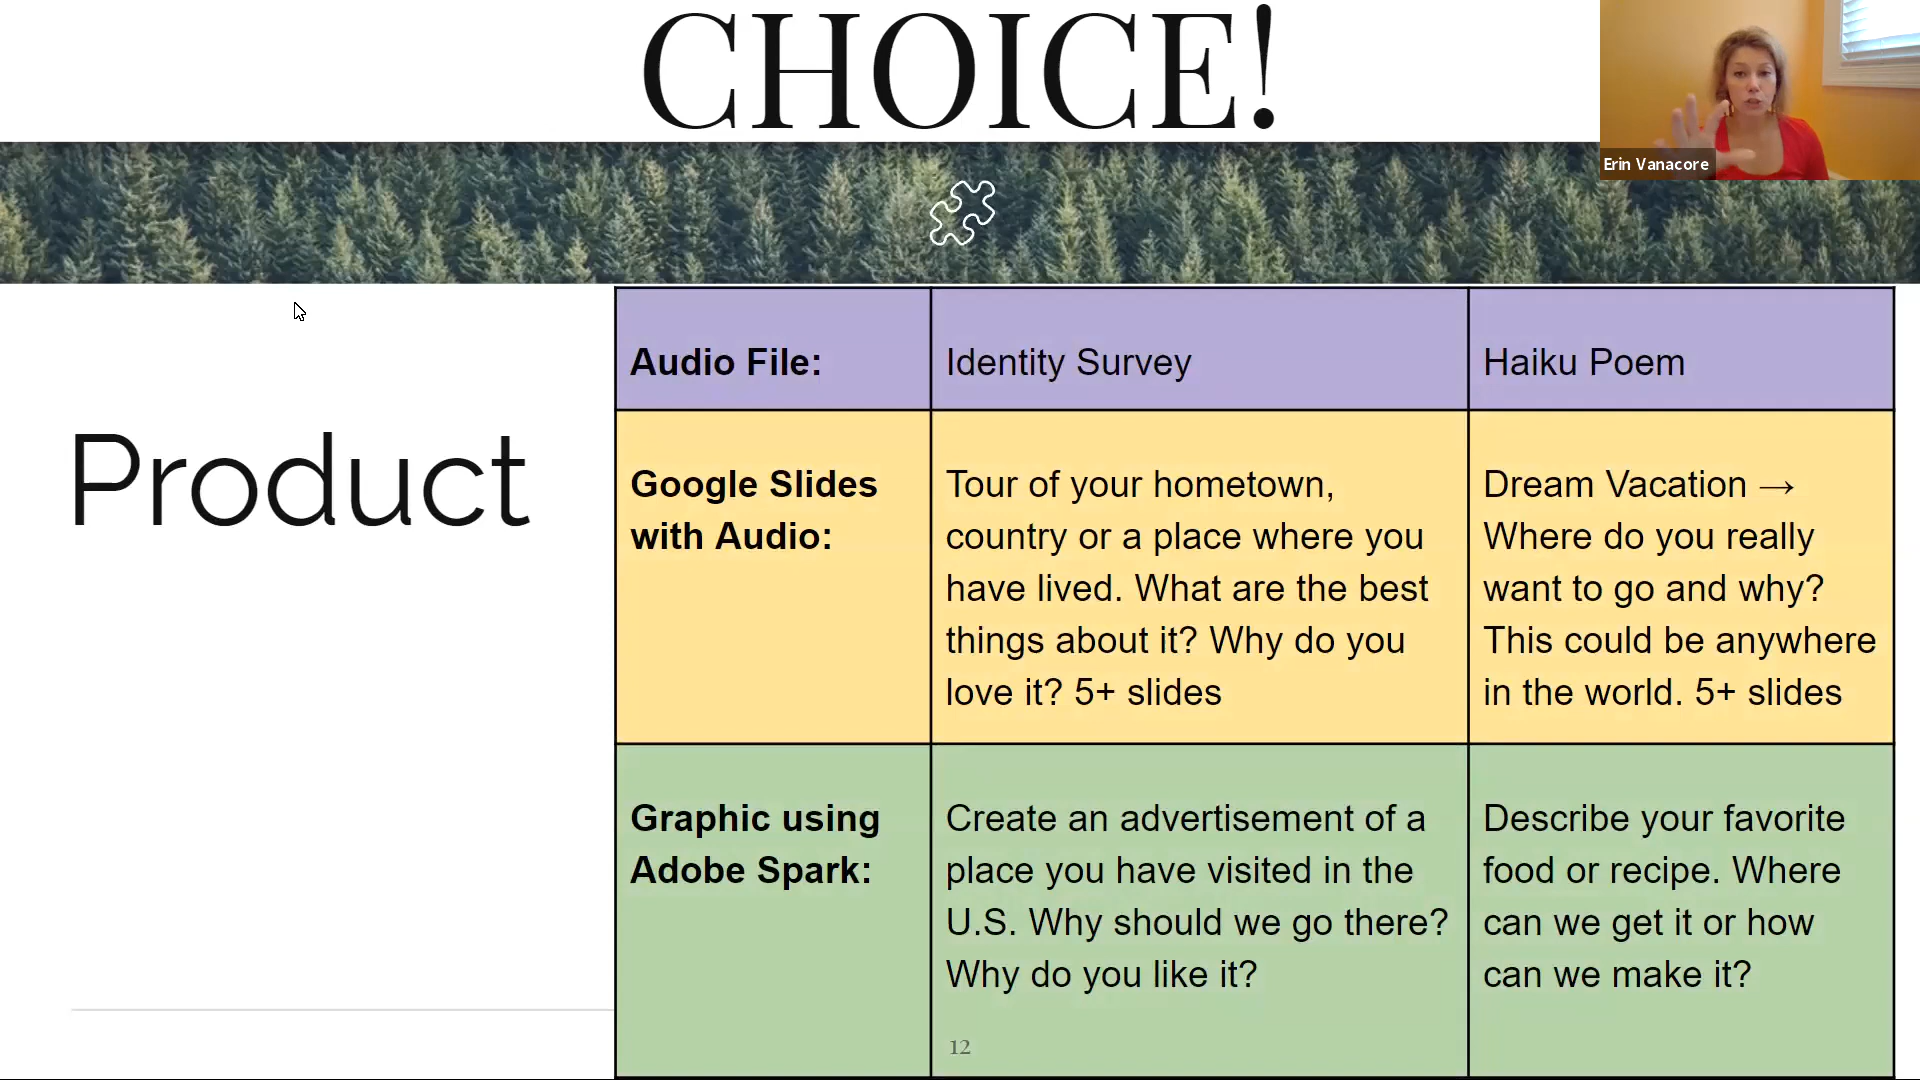 CHOICE!
Erin Vanacore
Product
Audio File:
Identity Survey
Haiku Poem
Google Slides
with Audio:
Tour of your hometown,
country or a place where you
have lived. What are the best
things about it? Why do you
love it? 5+ slides
Dream Vacation →
Where do you really
want to go and why?
This could be anywhere
in the world. 5+ slides
Graphic using
Adobe Spark:
Create an advertisement of a
place you have visited in the
U.S. Why should we go there?
Why do you like it?
Describe your favorite
food or recipe. Where
can we get it or how
can we make it?
12